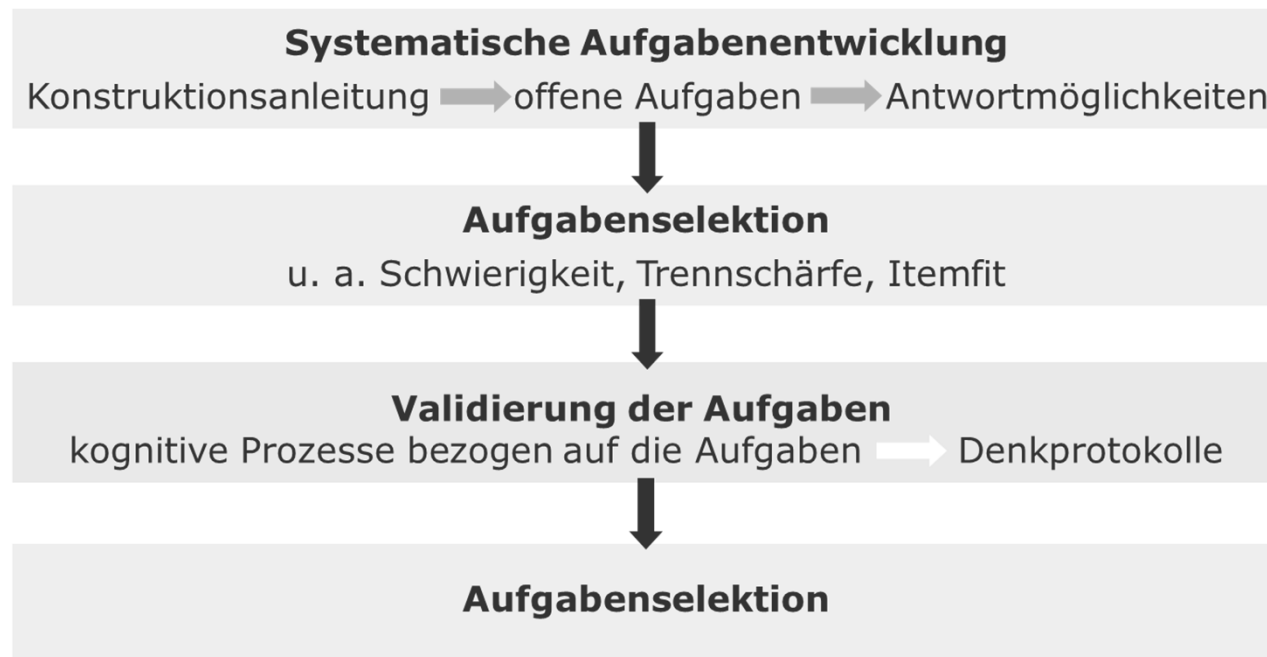 Systematische Aufgabenentwicklung
Konstruktionsanleitung offene Aufgaben Antwortmöglichkeiten
Aufgabenselektion
u. a. Schwierigkeit, Trennschärfe, Itemfit
Validierung der Aufgaben
kognitive Prozesse bezogen auf die Aufgaben Denkprotokolle
Aufgabenselektion